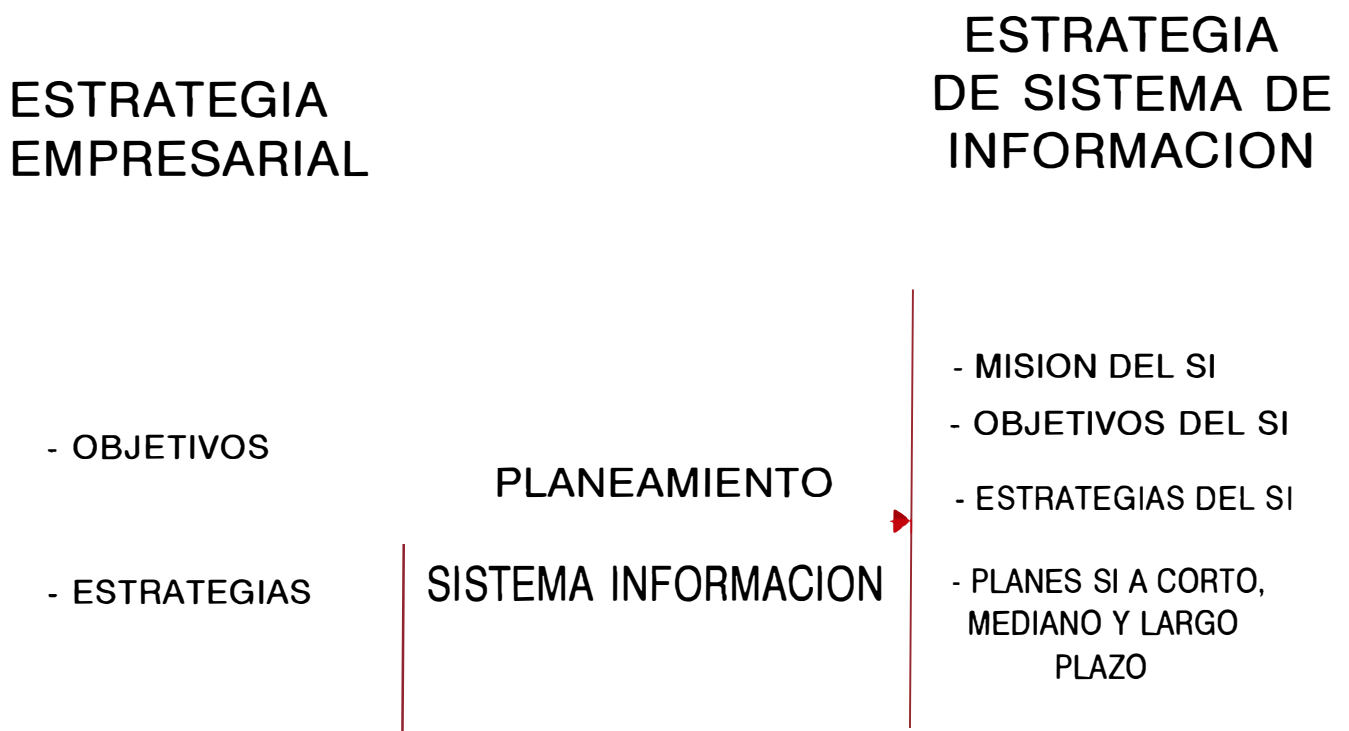 ESTRATEGIA
EMPRESARIAL
- OBJETIVOS
- ESTRATEGIAS
PLANEAMIENTO
SISTEMA INFORMACION
ESTRATEGIA
DE SISTEMA DE
INFORMACION
- MISION DEL SI
- OBJETIVOS DEL SI
- ESTRATEGIAS DEL SI
- PLANES SI A CORTO,
MEDIANO Y LARGO
PLAZO